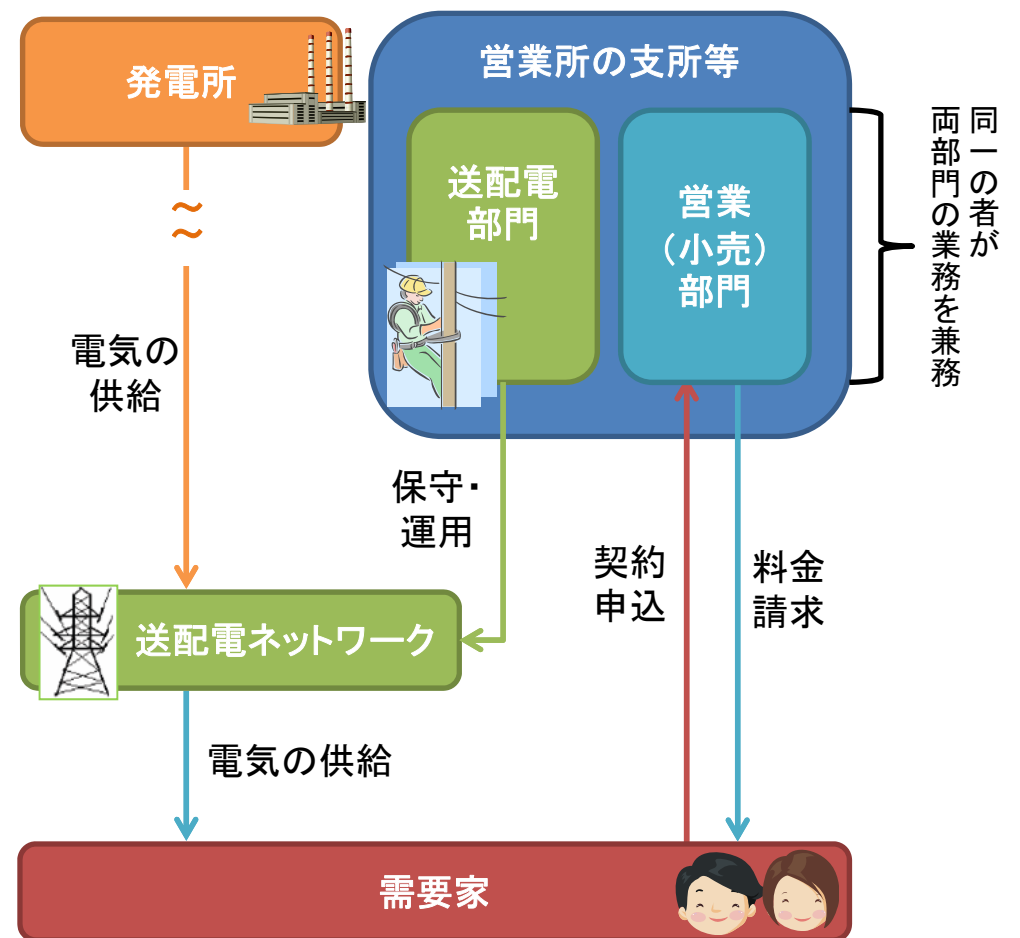 発電所
営業所の支所等
送配電
部門
営業
（小売）
部門
同一の者が
両部門の業務を兼務
電気の
供給
保守・
運用
契約
申込
料金
請求
送配電ネットワーク
電気の供給
需要家